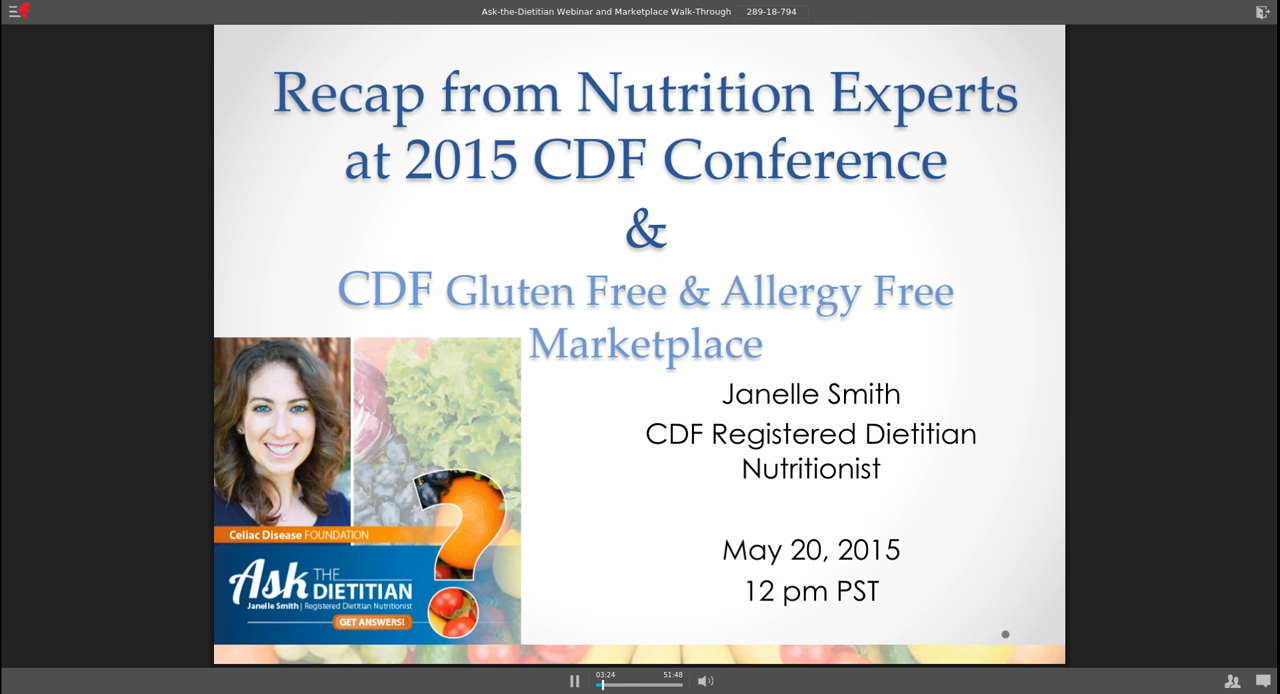 Ask-the-Dietitian Webinar and Marketplace Walk-Through 289-18-794
Recap from Nutrition Experts
at 2015 CDF Conference
&
CDF Gluten Free & Allergy Free
Marketplace
Janelle Smith
CDF Registered Dietitian
Nutritionist
May 20, 2015
12 pm PST
Celiac Disease FOUNDATION
Ask THE
DIETITIAN
Janelle Smith | Registered Dietitian Nutritionist
GET ANSWERS!
?
03:24 51:48